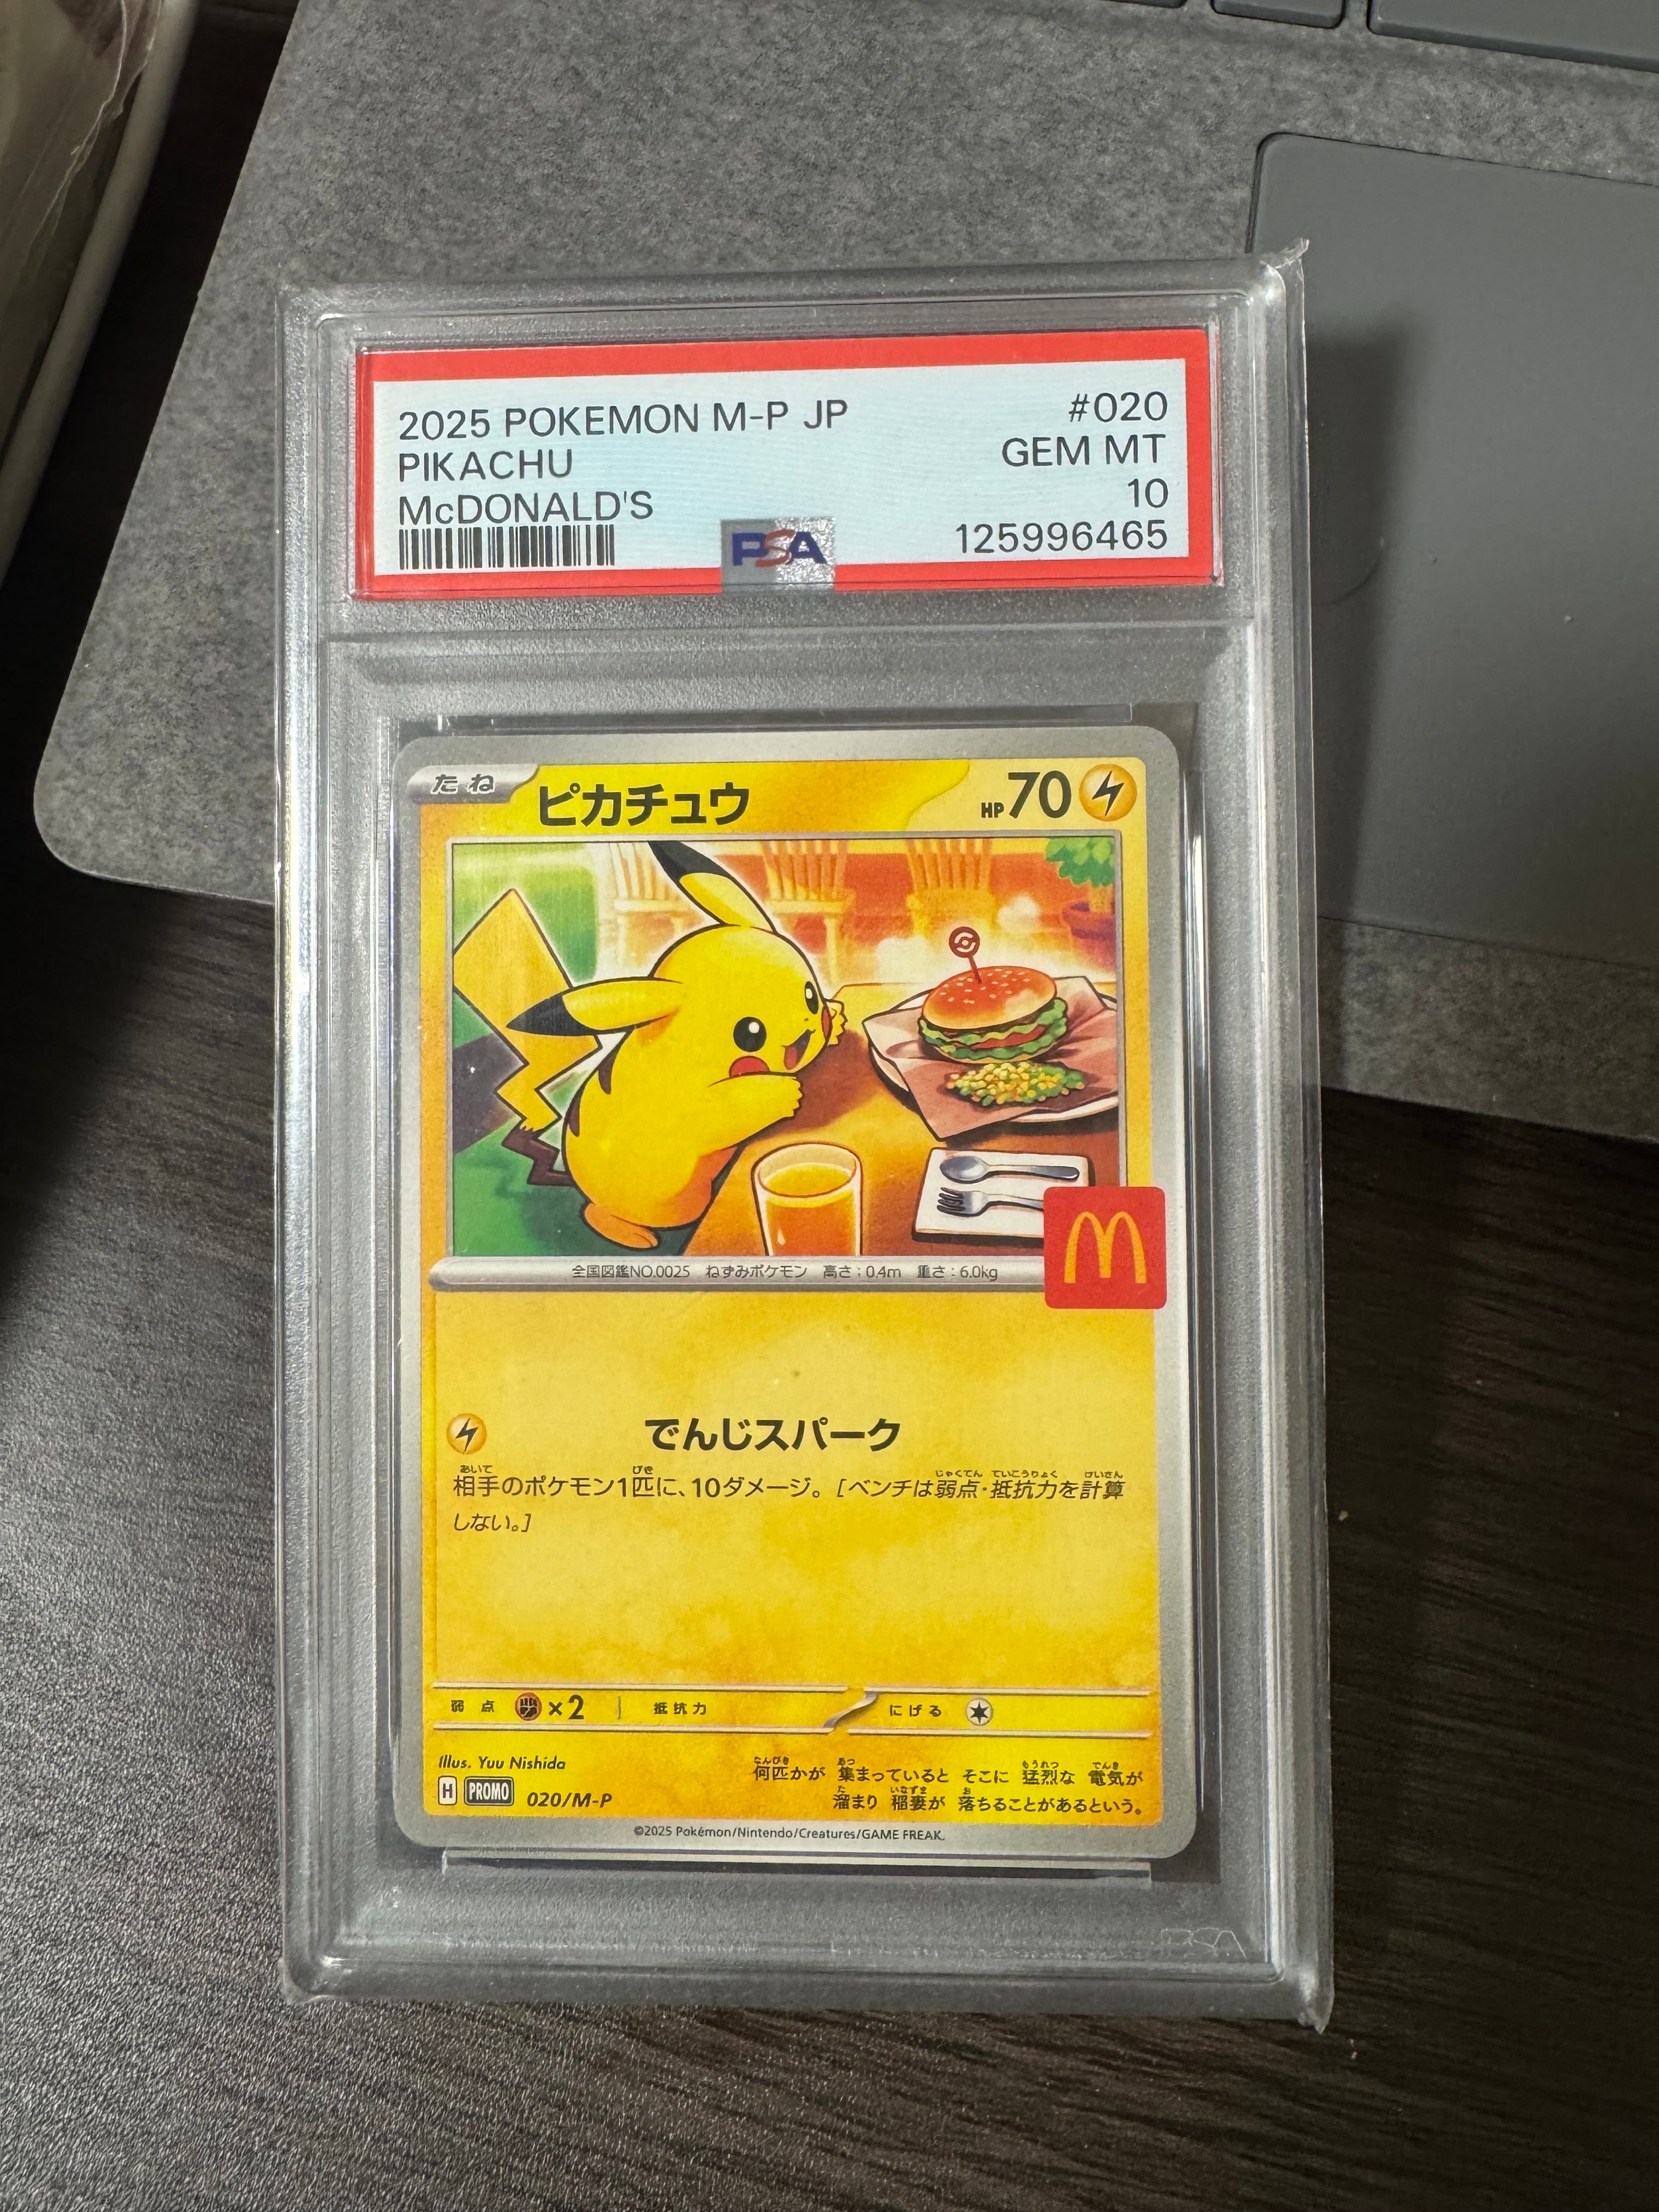 2025 POKEMON M-P JP #020
PIKACHU GEM MT
McDONALD'S 10
PSA 125996465
たね ピカチュウ HP70
全国図鑑NO.0025 ねずみポケモン 高さ:0.4m 重さ:6.0kg
でんじスパーク
相手のポケモン1匹に、10ダメージ。[ベンチは弱点・抵抗力を計算
しない。]
弱点 ×2 抵抗力 にげる
Illus. Yuu Nishida
H PROMO 020/M-P
何匹かが 集まっていると そこに 猛烈な 電気が
溜まり 稲妻が 落ちることがあるという。
©2025 Pokémon/Nintendo/Creatures/GAME FREAK.
PSA